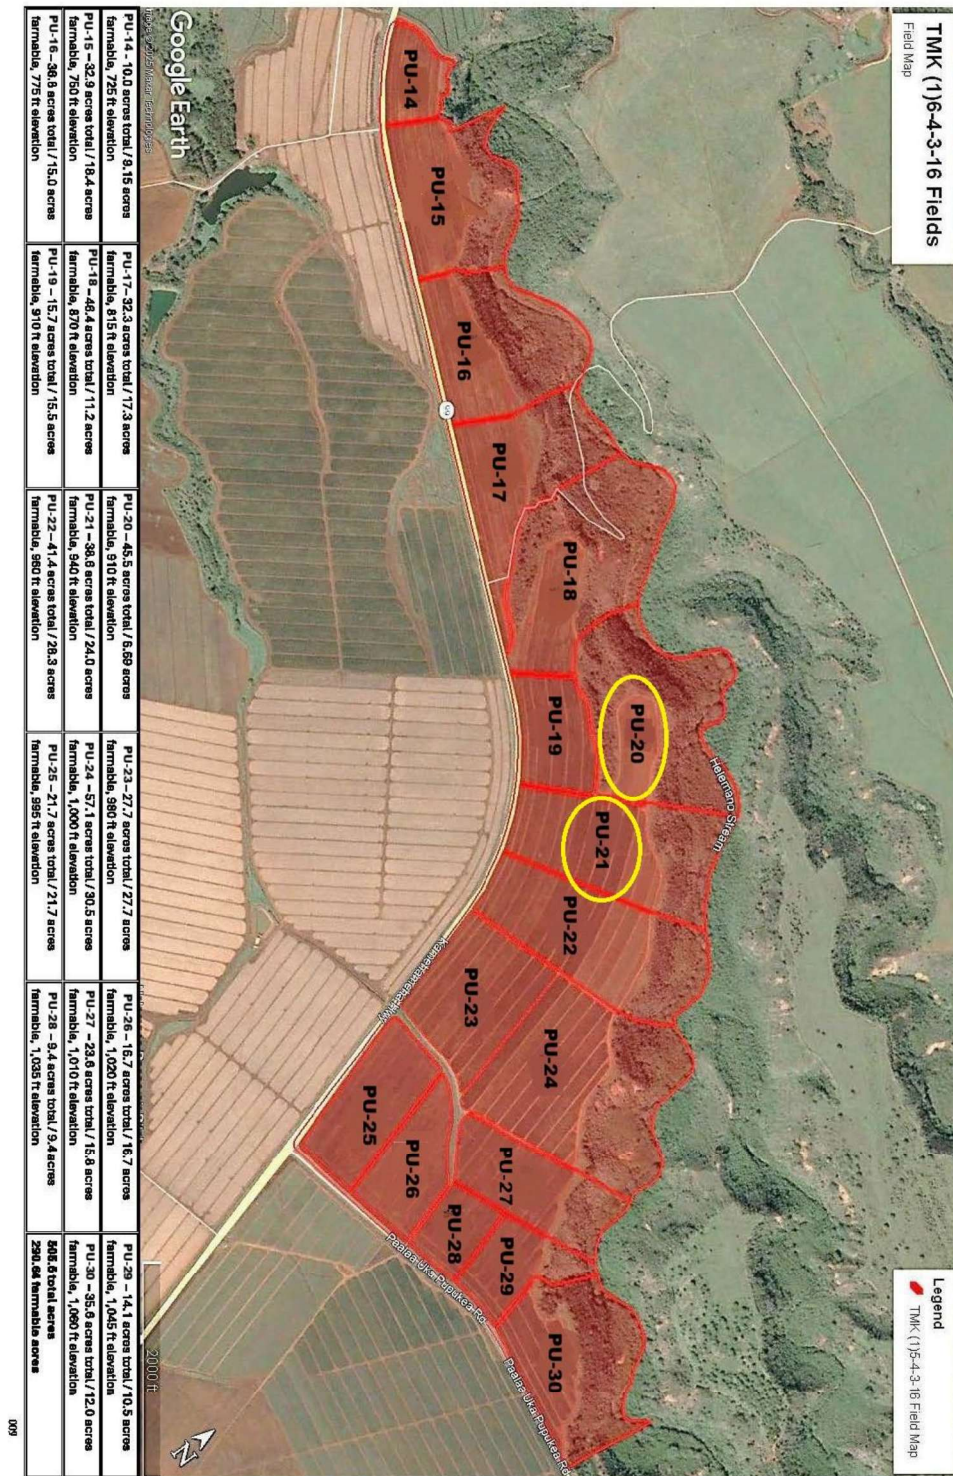 TMK (1)6-4-3-16 Fields
Field Map
Legend
TMK (1)5-4-3-16 Field Map
PU-14
PU-15
PU-16
PU-17
PU-18
PU-19
PU-20
PU-21
PU-22
PU-23
PU-24
PU-25
PU-26
PU-27
PU-28
PU-29
PU-30
Helemano Stream
Kamehameha Hwy
Paalaa Uka Pupukea Rd
Paalaa Uka Pupukea Rd
99
Google Earth
Image © 2025 Maxar Technologies
2000 ft
N
PU-14 – 10.0 acres total / 8.15 acres
farmable, 725 ft elevation
PU-17 – 32.3 acres total / 17.3 acres
farmable, 815 ft elevation
PU-20 – 45.5 acres total / 6.69 acres
farmable, 910 ft elevation
PU-23 – 27.7 acres total / 27.7 acres
farmable, 980 ft elevation
PU-26 – 16.7 acres total / 16.7 acres
farmable, 1,020 ft elevation
PU-29 – 14.1 acres total / 10.5 acres
farmable, 1,045 ft elevation
PU-15 – 32.9 acres total / 18.4 acres
farmable, 750 ft elevation
PU-18 – 46.4 acres total / 11.2 acres
farmable, 870 ft elevation
PU-21 – 38.6 acres total / 24.0 acres
farmable, 940 ft elevation
PU-24 – 57.1 acres total / 30.5 acres
farmable, 1,000 ft elevation
PU-27 – 23.6 acres total / 15.8 acres
farmable, 1,010 ft elevation
PU-30 – 35.6 acres total / 12.0 acres
farmable, 1,060 ft elevation
PU-16 – 38.8 acres total / 15.0 acres
farmable, 775 ft elevation
PU-19 – 15.7 acres total / 15.5 acres
farmable, 910 ft elevation
PU-22 – 41.4 acres total / 28.3 acres
farmable, 960 ft elevation
PU-25 – 21.7 acres total / 21.7 acres
farmable, 995 ft elevation
PU-28 – 9.4 acres total / 9.4acres
farmable, 1,035 ft elevation
508.5 total acres
290.64 farmable acres
009